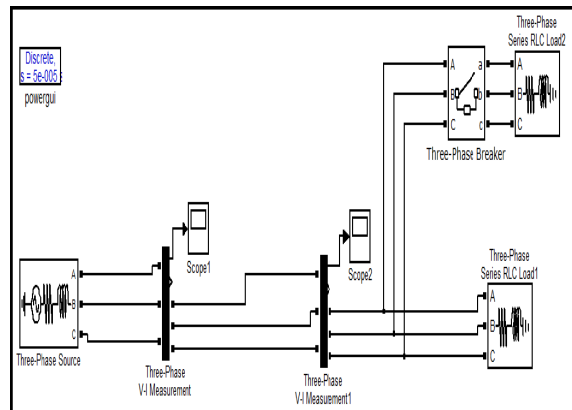 Discrete,
s = 5e-005 s
powergui
Three-Phase
Series RLC Load2
A
B
C
a
b
c
A
B
C
Three-Phase Breaker
Scope1
Scope2
Three-Phase
Series RLC Load1
A
B
C
A
B
C
Three-Phase Source
Three-Phase
V-I Measurement
Three-Phase
V-I Measurement1